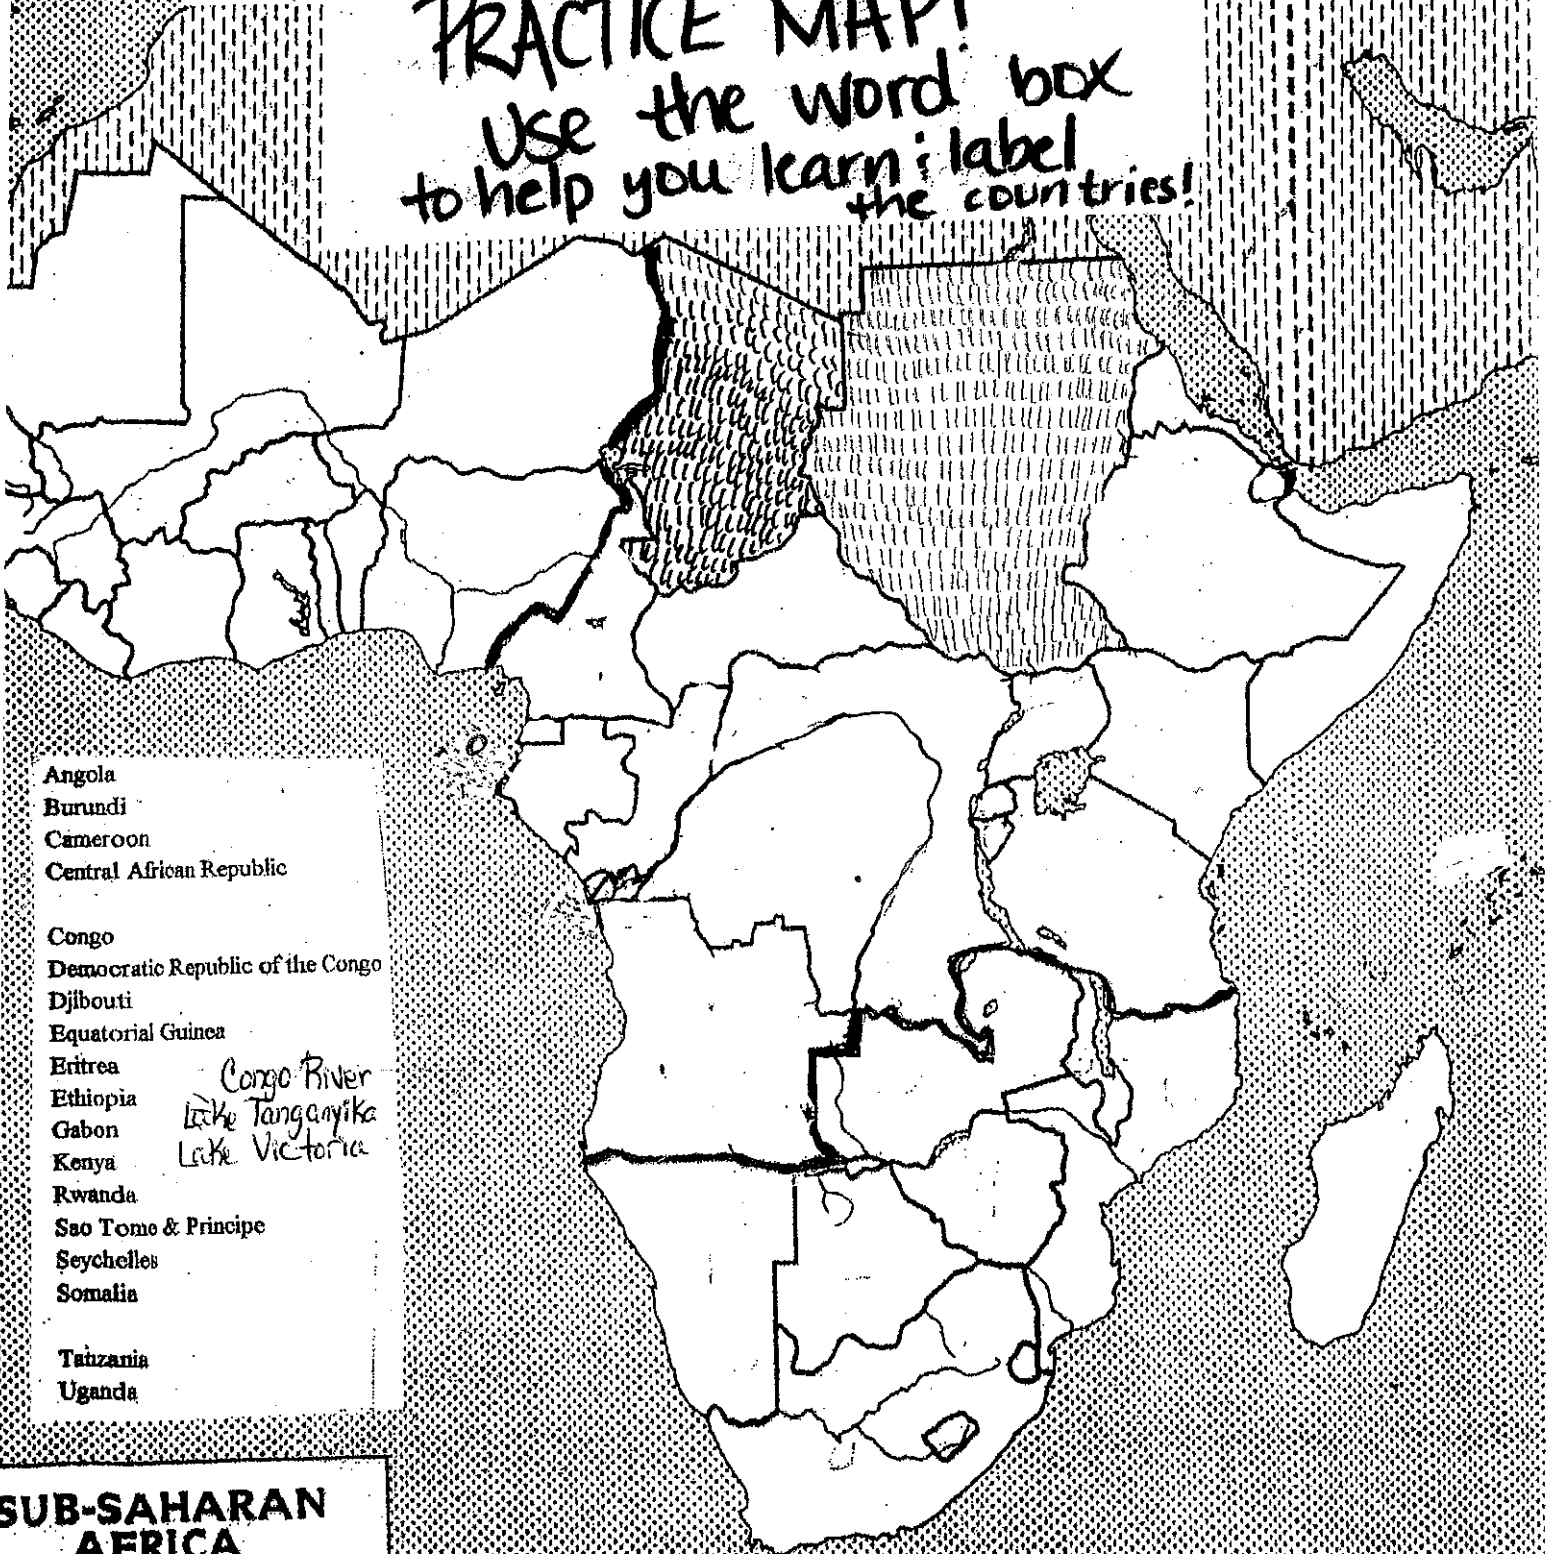 PRACTICE MAP!
Use the word box
to help you learn & label
the countries!
Angola
Burundi
Cameroon
Central African Republic
Congo
Democratic Republic of the Congo
Djibouti
Equatorial Guinea
Eritrea
Ethiopia
Gabon
Kenya
Rwanda
Sao Tome & Principe
Seychelles
Somalia
Tanzania
Uganda
Congo River
Lake Tanganyika
Lake Victoria
SUB-SAHARAN
AFRICA